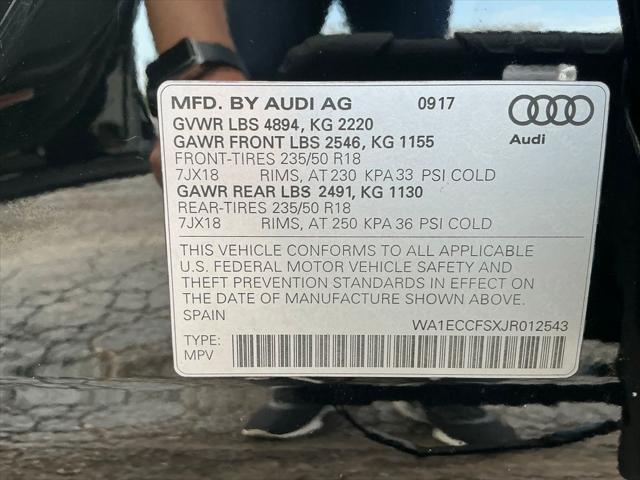 MFD. BY AUDI AG 0917
GVWR LBS 4894, KG 2220
GAWR FRONT LBS 2546, KG 1155
FRONT-TIRES 235/50 R18
7JX18 RIMS, AT 230 KPA 33 PSI COLD
GAWR REAR LBS 2491, KG 1130
REAR-TIRES 235/50 R18
7JX18 RIMS, AT 250 KPA 36 PSI COLD
Audi
THIS VEHICLE CONFORMS TO ALL APPLICABLE
U.S. FEDERAL MOTOR VEHICLE SAFETY AND
THEFT PREVENTION STANDARDS IN EFFECT ON
THE DATE OF MANUFACTURE SHOWN ABOVE.
SPAIN WA1ECCFSXJR012543
TYPE:
MPV